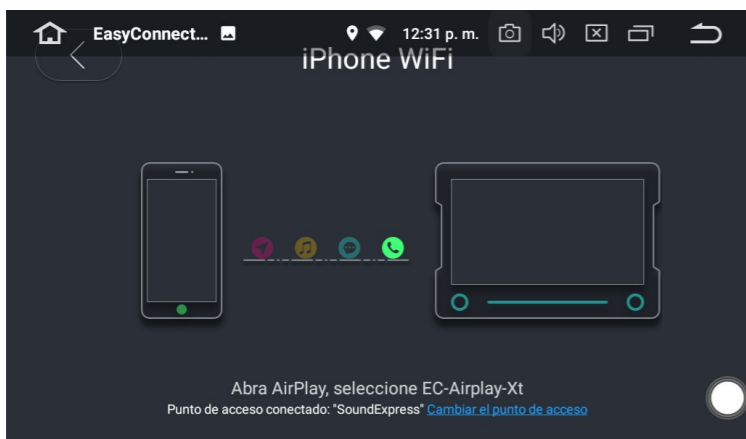 EasyConnect... 12:31 p. m.
iPhone WiFi
Abra AirPlay, seleccione EC-Airplay-Xt
Punto de acceso conectado: "SoundExpress" Cambiar el punto de acceso